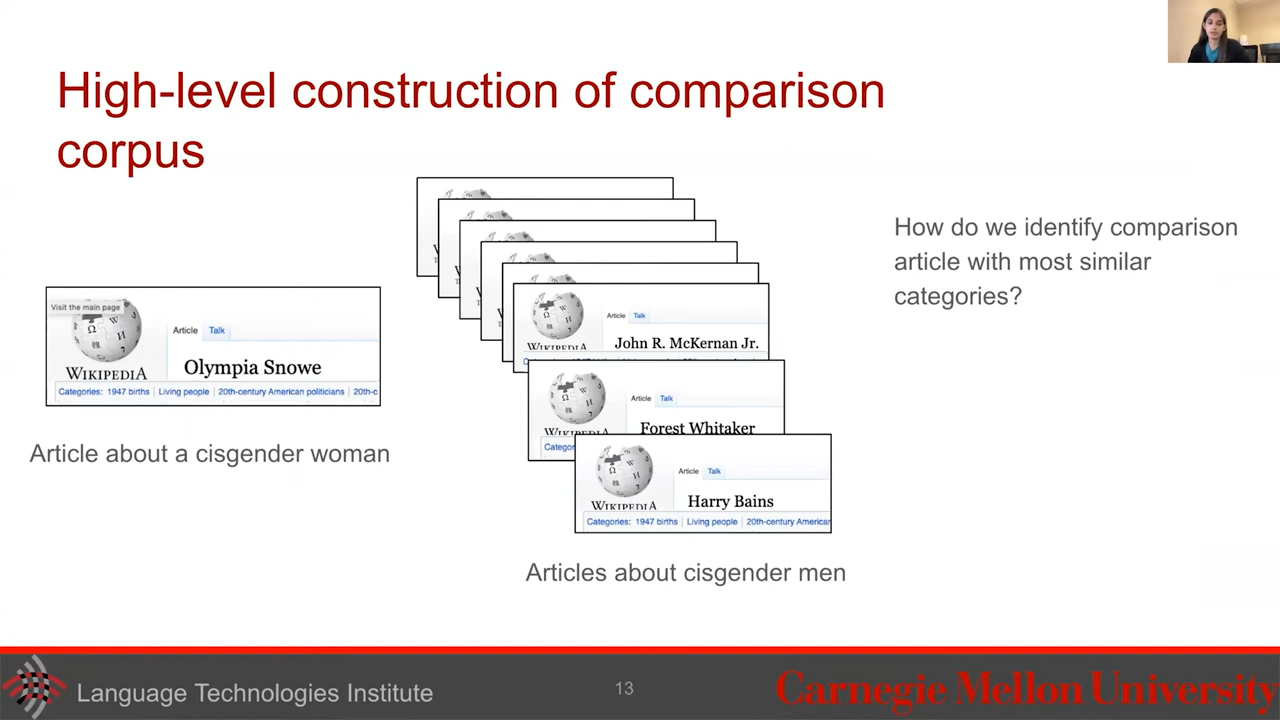 High-level construction of comparison
corpus
How do we identify comparison
article with most similar
categories?
Visit the main page
WIKIPEDIA
Article Talk
Olympia Snowe
Categories: 1947 births | Living people | 20th-century American politicians | 20th-c
Article about a cisgender woman
Article Talk
John R. McKernan Jr.
Article Talk
Forest Whitaker
WIKIPEDIA
Article Talk
Harry Bains
Categories: 1947 births | Living people | 20th-century American
Articles about cisgender men
Language Technologies Institute
13
Carnegie Mellon University